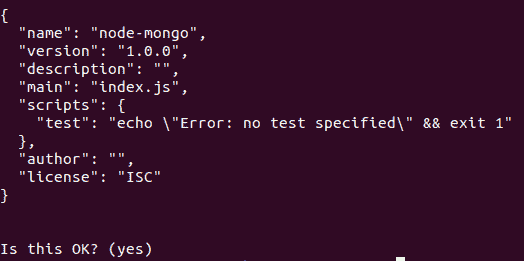 {
  "name": "node-mongo",
  "version": "1.0.0",
  "description": "",
  "main": "index.js",
  "scripts": {
    "test": "echo \"Error: no test specified\" && exit 1"
  },
  "author": "",
  "license": "ISC"
}
Is this OK? (yes)